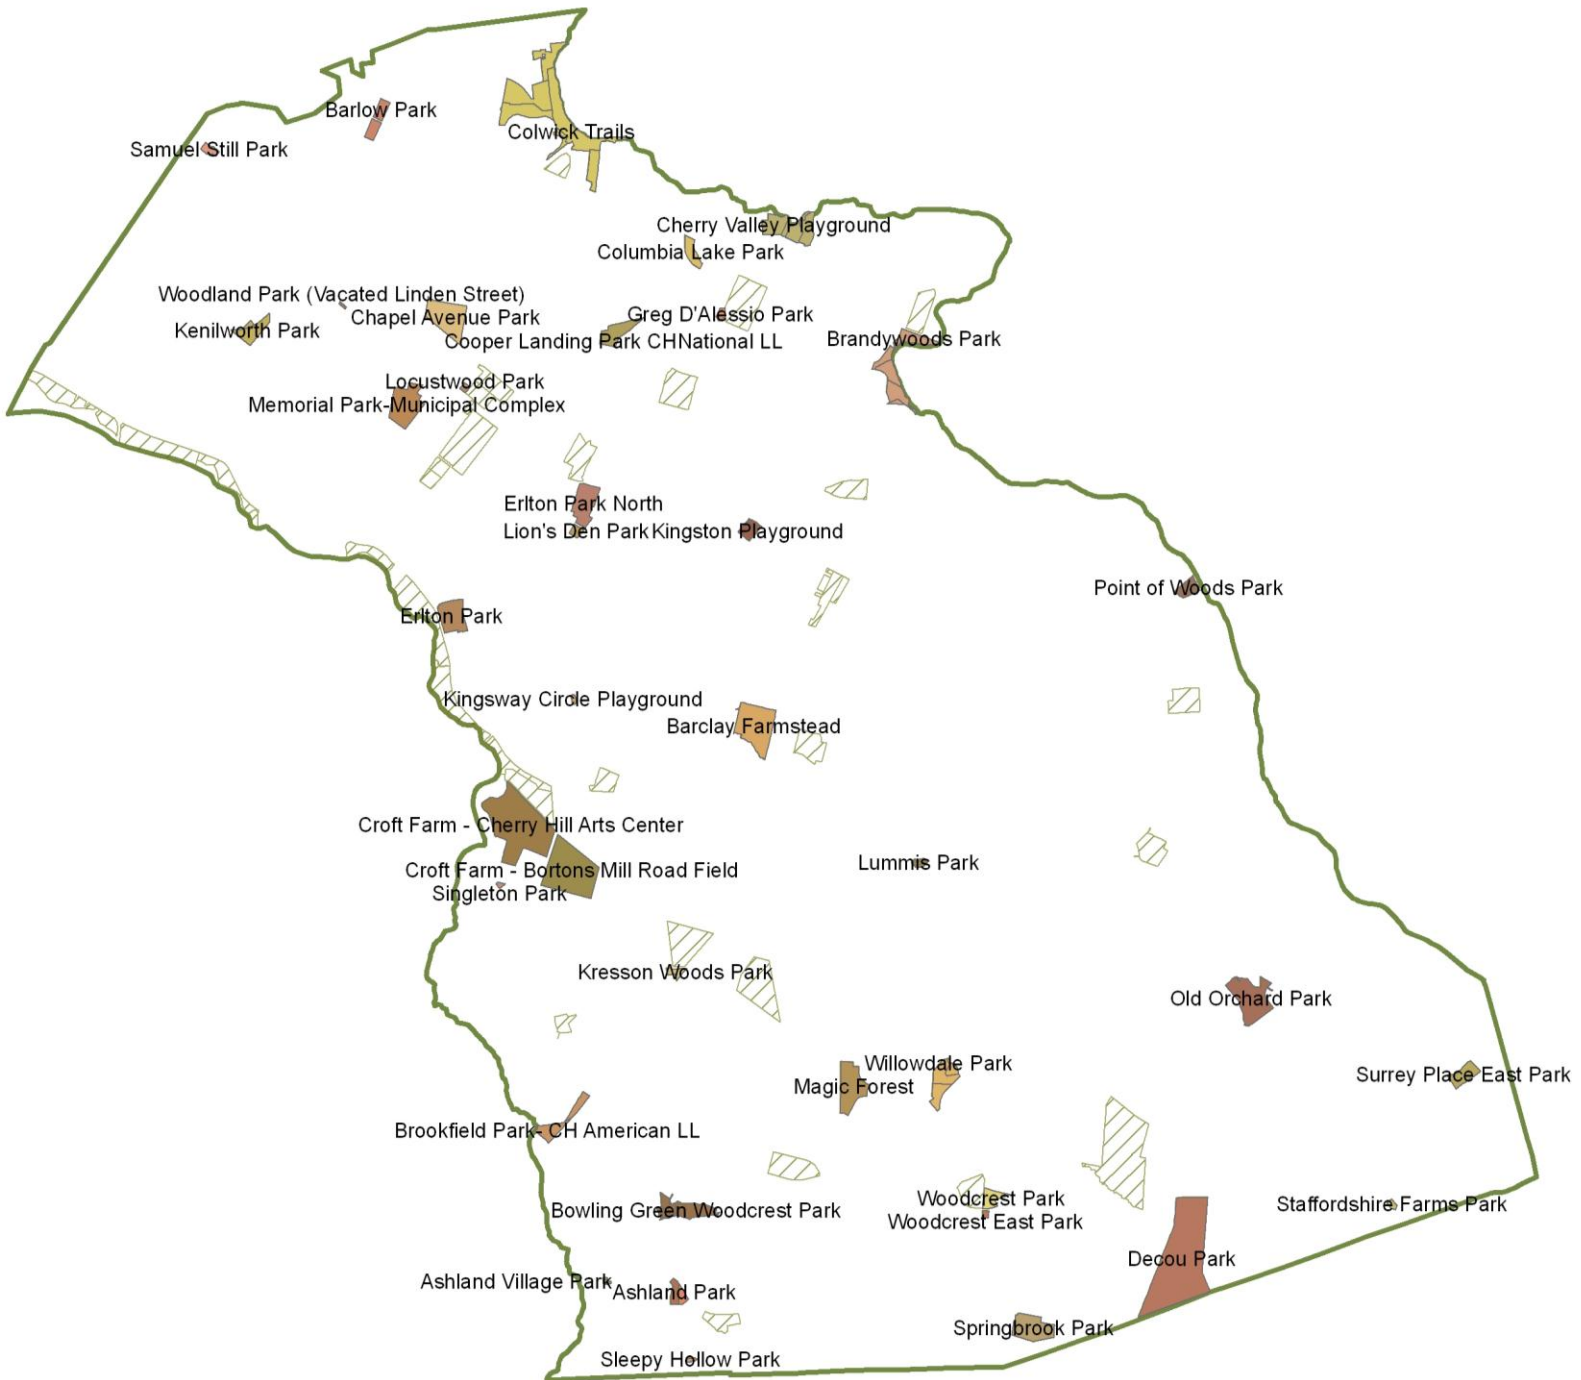 Barlow Park
Colwick Trails
Samuel Still Park
Cherry Valley Playground
Columbia Lake Park
Woodland Park (Vacated Linden Street)
Greg D'Alessio Park
Chapel Avenue Park
Kenilworth Park
Brandywoods Park
Cooper Landing Park CHNational LL
Locustwood Park
Memorial Park-Municipal Complex
Erlton Park North
Lion's Den Park
Kingston Playground
Point of Woods Park
Erlton Park
Kingsway Circle Playground
Barclay Farmstead
Croft Farm - Cherry Hill Arts Center
Lummis Park
Croft Farm - Bortons Mill Road Field
Singleton Park
Kresson Woods Park
Old Orchard Park
Willowdale Park
Surrey Place East Park
Magic Forest
Brookfield Park- CH American LL
Woodcrest Park
Staffordshire Farms Park
Bowling Green Woodcrest Park
Woodcrest East Park
Decou Park
Ashland Village Park
Ashland Park
Springbrook Park
Sleepy Hollow Park